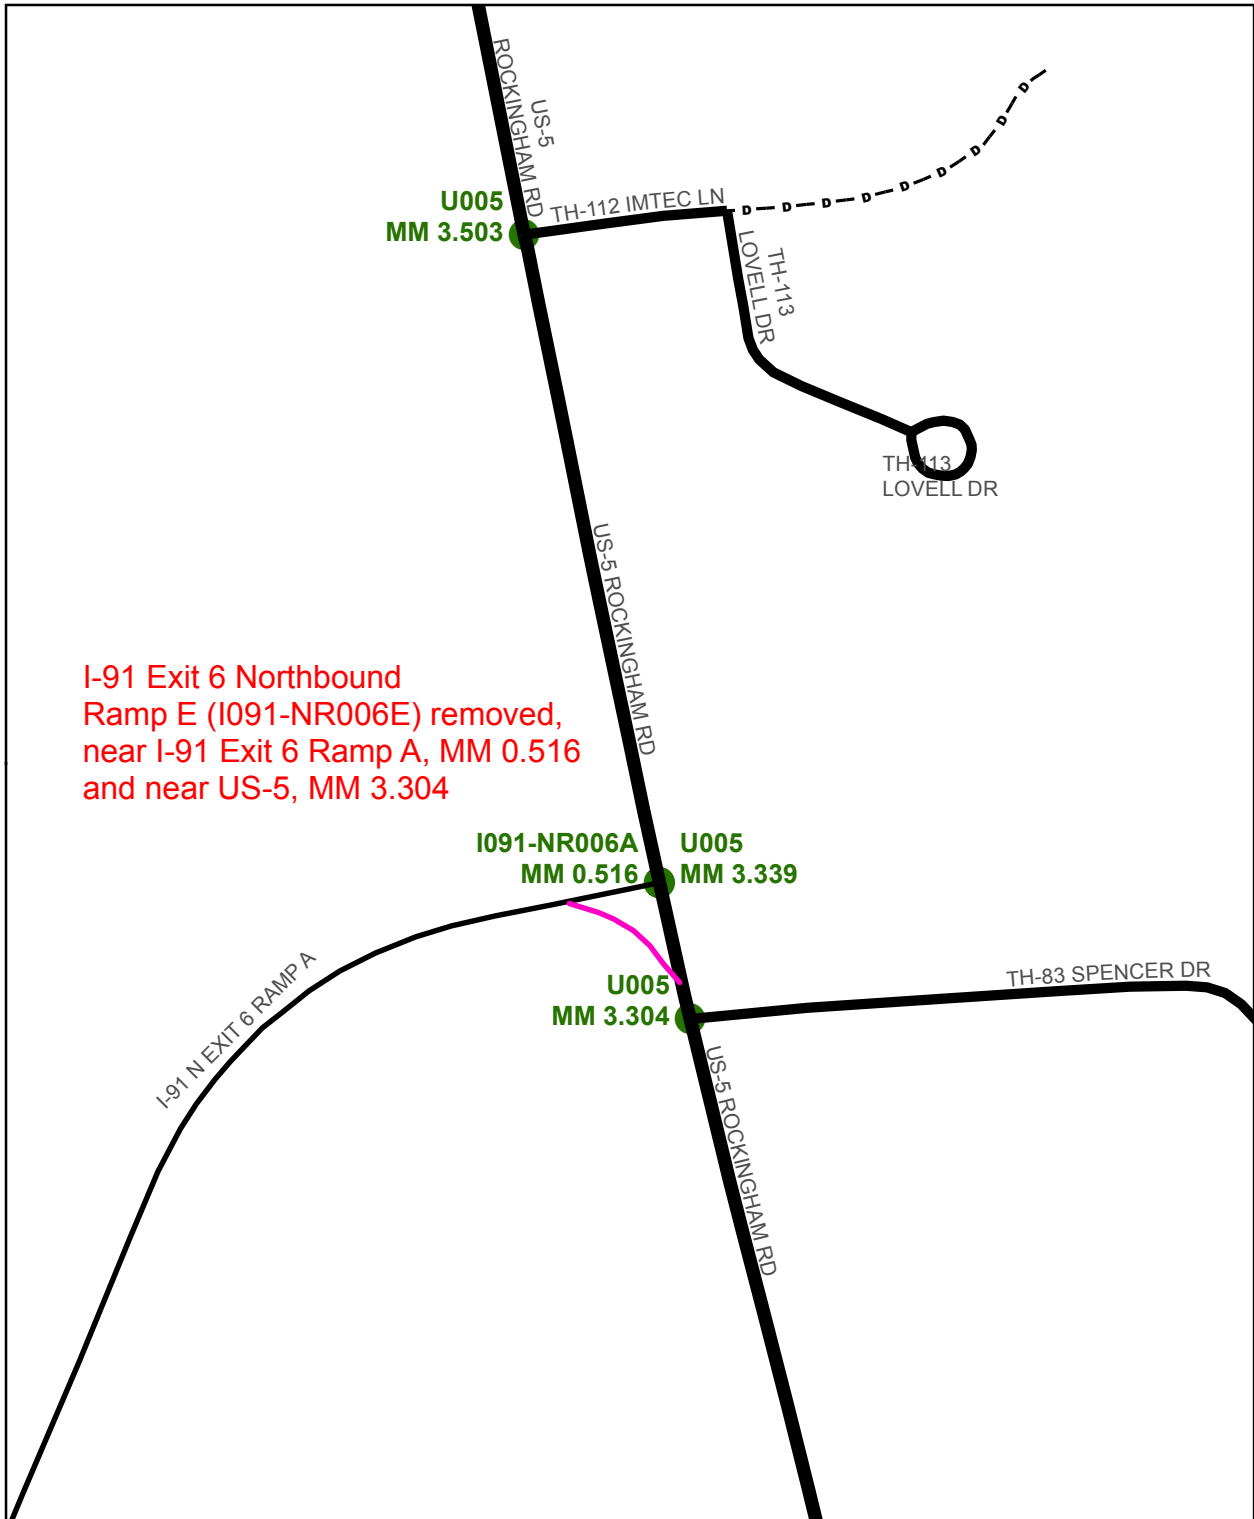 US-5
ROCKINGHAM RD
U005
MM 3.503
TH-112 IMTEC LN
D D D D D D D D D
TH-113
LOVELL DR
TH-113
LOVELL DR
US-5 ROCKINGHAM RD
I-91 Exit 6 Northbound
Ramp E (I091-NR006E) removed,
near I-91 Exit 6 Ramp A, MM 0.516
and near US-5, MM 3.304
I091-NR006A
MM 0.516
U005
MM 3.339
I-91 N EXIT 6 RAMP A
U005
MM 3.304
TH-83 SPENCER DR
US-5 ROCKINGHAM RD